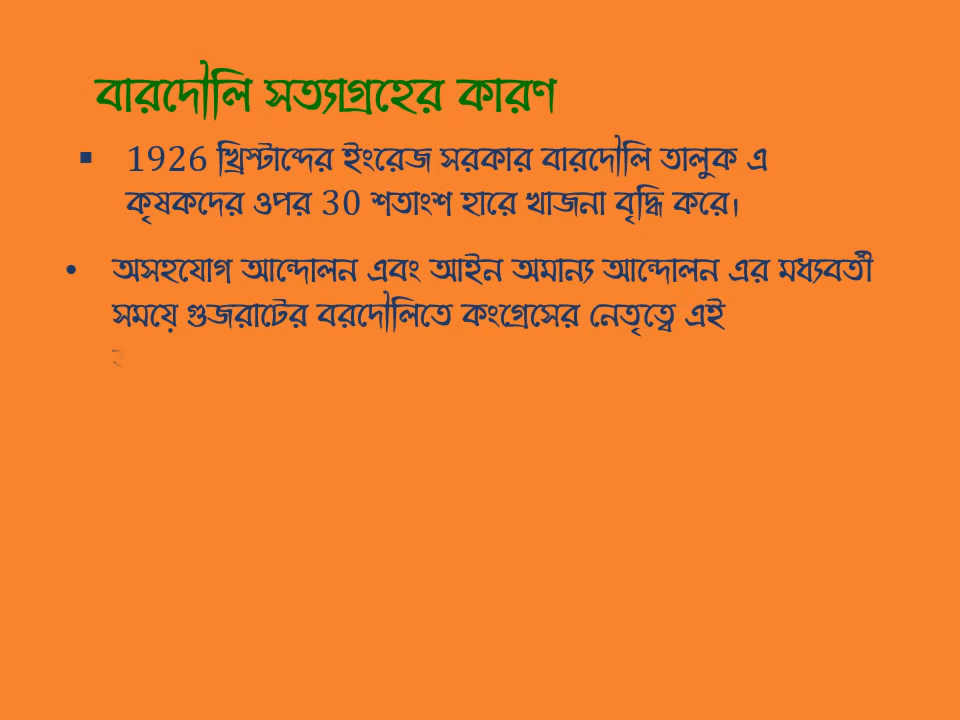 বারদৌলি সত্যাগ্রহের কারণ
▪ 1926 খ্রিস্টাব্দের ইংরেজ সরকার বারদৌলি তালুক এ
কৃষকদের ওপর 30 শতাংশ হারে খাজনা বৃদ্ধি করে।
• অসহযোগ আন্দোলন এবং আইন অমান্য আন্দোলন এর মধ্যবর্তী
সময়ে গুজরাটের বরদৌলিতে কংগ্রেসের নেতৃত্বে এই